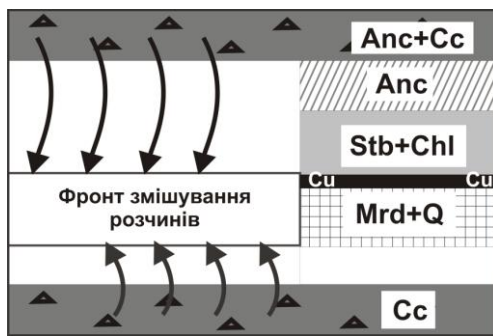 Anc+Cc
Anc
Stb+Chl
Cu Cu
Фронт змішування
розчинів
Mrd+Q
Cc